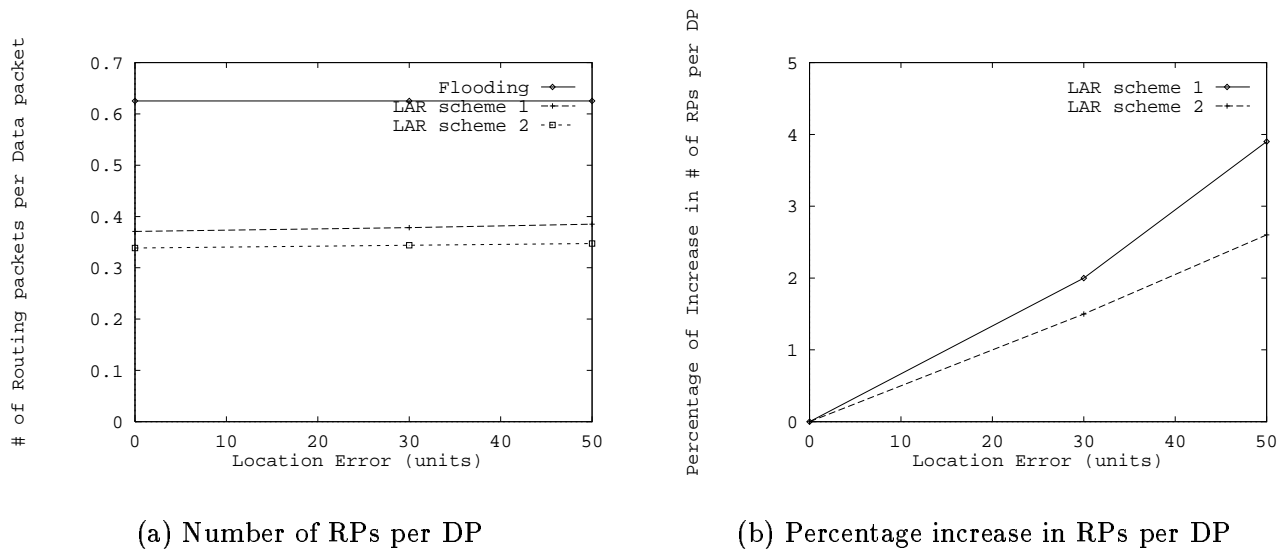 # of Routing packets per Data packet
0.7
0.6
0.5
0.4
0.3
0.2
0.1
0
0 10 20 30 40 50
Location Error (units)
Flooding
LAR scheme 1
LAR scheme 2
(a) Number of RPs per DP
Percentage of Increase in # of RPs per DP
5
4
3
2
1
0
0 10 20 30 40 50
Location Error (units)
LAR scheme 1
LAR scheme 2
(b) Percentage increase in RPs per DP